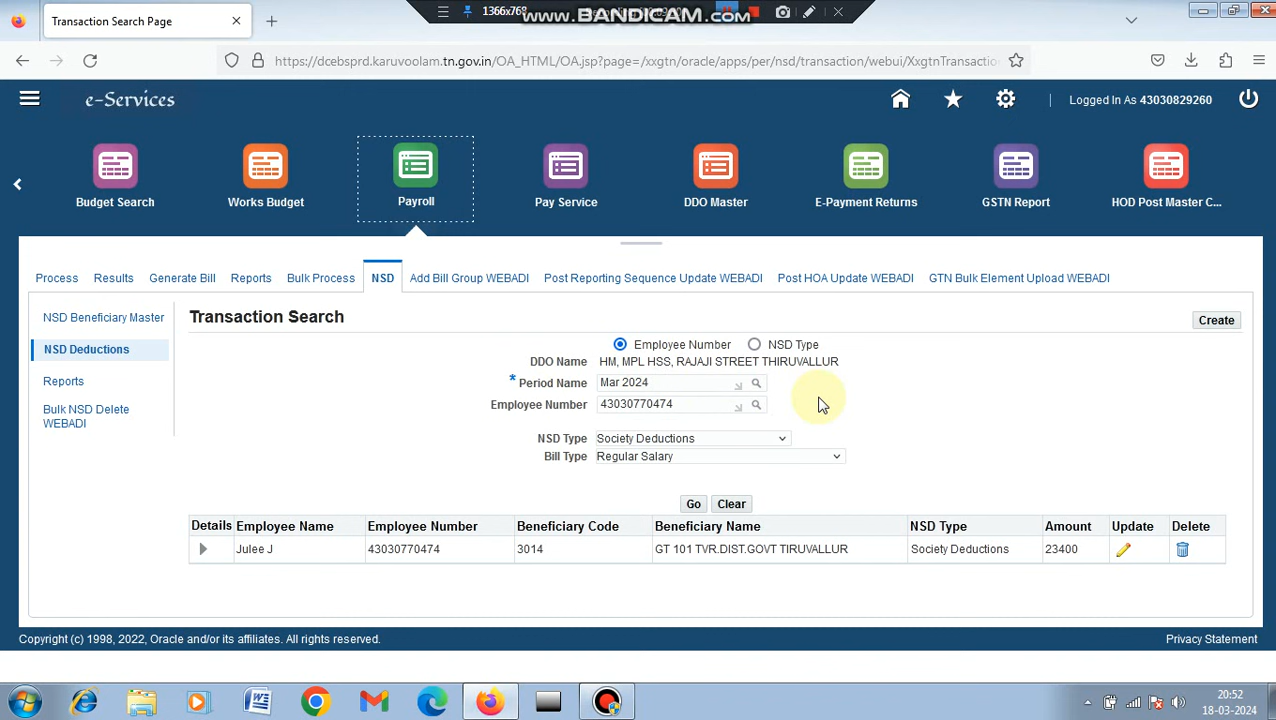 Transaction Search Page
1366x768
www.BANDICAM.com
https://dcebsprd.karuvoolam.tn.gov.in/OA_HTML/OA.jsp?page=/xxgtn/oracle/apps/per/nsd/transaction/webui/XxgtnTransactio
e-Services
Logged In As 43030829260
Budget Search
Works Budget
Payroll
Pay Service
DDO Master
E-Payment Returns
GSTN Report
HOD Post Master C...
Process Results Generate Bill Reports Bulk Process NSD Add Bill Group WEBADI Post Reporting Sequence Update WEBADI Post HOA Update WEBADI GTN Bulk Element Upload WEBADI
NSD Beneficiary Master
NSD Deductions
Reports
Bulk NSD Delete
WEBADI
Transaction Search
Create
Employee Number NSD Type
DDO Name HM, MPL HSS, RAJAJI STREET THIRUVALLUR
* Period Name Mar 2024
Employee Number 43030770474
NSD Type Society Deductions
Bill Type Regular Salary
Go Clear
Details Employee Name Employee Number Beneficiary Code Beneficiary Name NSD Type Amount Update Delete
Julee J 43030770474 3014 GT 101 TVR.DIST.GOVT TIRUVALLUR Society Deductions 23400
Copyright (c) 1998, 2022, Oracle and/or its affiliates. All rights reserved.
Privacy Statement
20:52
18-03-2024